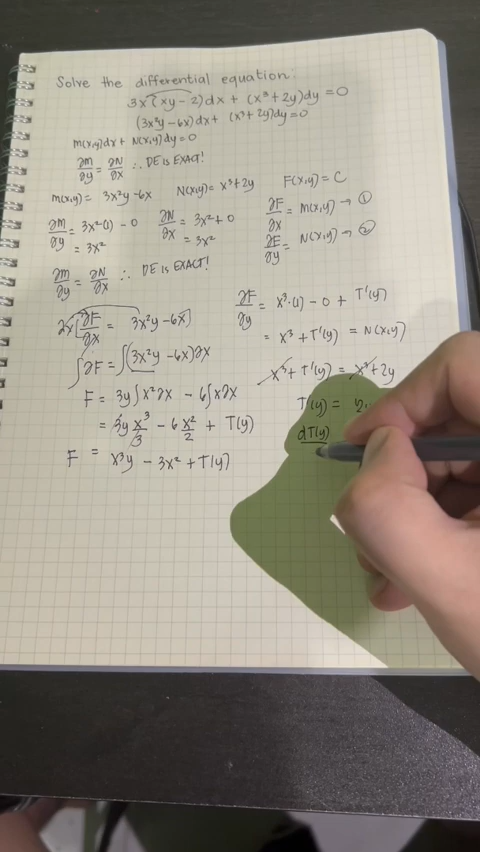 Solve the differential equation:
3x(xy - 2)dx + (x³ + 2y)dy = 0
(3x²y - 6x)dx + (x³ + 2y)dy = 0
M(x,y)dx + N(x,y)dy = 0
∂M/∂y = ∂N/∂x ∴ DE is EXACT!
M(x,y) = 3x²y - 6x N(x,y) = x³ + 2y F(x,y) = C
∂M/∂y = 3x²(1) - 0 ∂N/∂x = 3x² + 0 ∂F/∂x = M(x,y) → ①
= 3x² = 3x² ∂F/∂y = N(x,y) → ②
∂M/∂y = ∂N/∂x ∴ DE is EXACT!
∂x[∂F/∂x = 3x²y - 6x]
∫∂F = ∫(3x²y - 6x)∂x
F = 3y∫x²∂x - 6∫x∂x
= 3y x³/3 - 6 x²/2 + T(y)
F = x³y - 3x² + T(y)
∂F/∂y = x³·(1) - 0 + T'(y)
= x³ + T'(y) = N(x,y)
x³ + T'(y) = x³ + 2y
T'(y) =
dT(y)